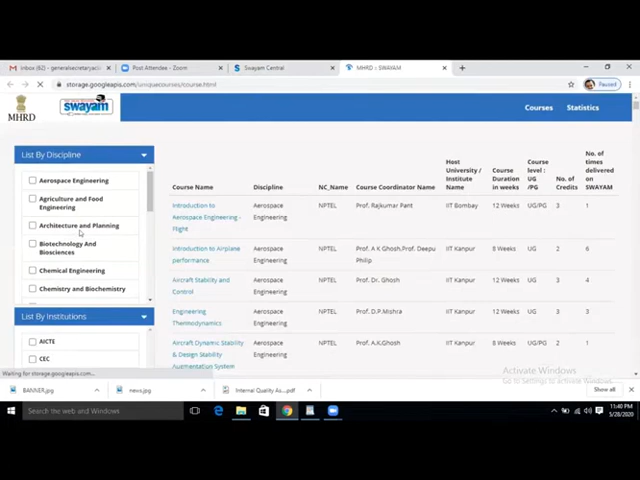 Inbox (62) - generalsecretaryaid
Post Attendee - Zoom
Swayam Central
MHRD :: SWAYAM
storage.googleapis.com/uniquecourses/course.html
Paused
MHRD
swayam
Courses
Statistics
List By Discipline
Aerospace Engineering
Agriculture and Food
Engineering
Architecture and Planning
Biotechnology And
Biosciences
Chemical Engineering
Chemistry and Biochemistry
List By Institutions
AICTE
CEC
Course Name Discipline NC_Name Course Coordinator Name Host University / Institute Name Course Duration in weeks Course level : UG /PG No. of Credits No. of times delivered on SWAYAM
Introduction to Aerospace Engineering - Flight Aerospace Engineering NPTEL Prof. Rajkumar Pant IIT Bombay 12 Weeks UG/PG 3 1
Introduction to Airplane performance Aerospace Engineering NPTEL Prof. A K Ghosh,Prof. Deepu Philip IIT Kanpur 8 Weeks UG 2 6
Aircraft Stability and Control Aerospace Engineering NPTEL Prof. Dr. Ghosh IIT Kanpur 12 Weeks UG 3 4
Engineering Thermodynamics Aerospace Engineering NPTEL Prof. D.P.Mishra IIT Kanpur 12 Weeks UG 3 3
Aircraft Dynamic Stability & Design Stability Augmentation System Aerospace Engineering NPTEL Prof. A.K.Ghosh IIT Kanpur 8 Weeks UG/PG 2 1
Waiting for storage.googleapis.com...
Activate Windows
Go to Settings to activate Windows.
BANNER.jpg
news.jpg
Internal Quality As....pdf
Show all
Search the web and Windows
11:40 PM
5/28/2020